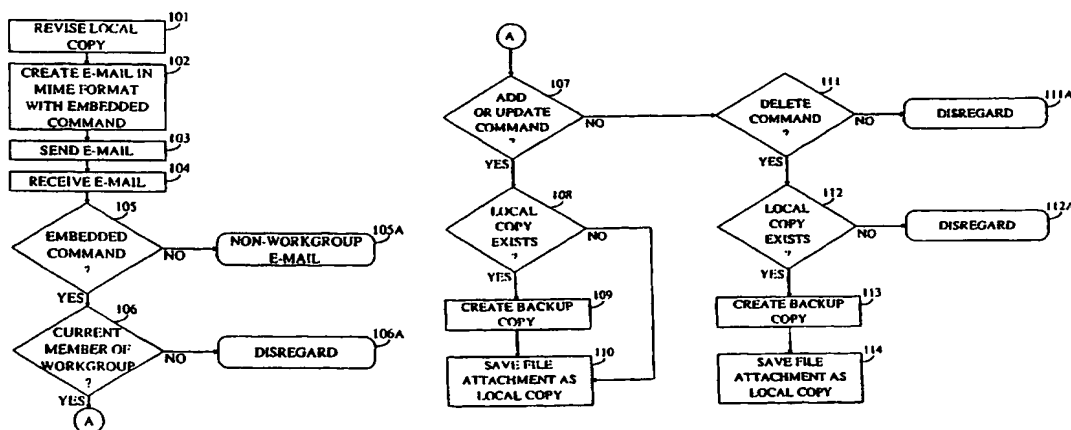 101
REVISE LOCAL
COPY
102
CREATE E-MAIL IN
MIME FORMAT
WITH EMBEDDED
COMMAND
103
SEND E-MAIL
104
RECEIVE E-MAIL
105
EMBEDDED
COMMAND
?
NO
105A
NON-WORKGROUP
E-MAIL
YES
106
CURRENT
MEMBER OF
WORKGROUP
?
NO
106A
DISREGARD
YES
A
A
107
ADD
OR UPDATE
COMMAND
?
NO
YES
108
LOCAL
COPY
EXISTS
?
NO
YES
109
CREATE BACKUP
COPY
110
SAVE FILE
ATTACHMENT AS
LOCAL COPY
111
DELETE
COMMAND
?
NO
111A
DISREGARD
YES
112
LOCAL
COPY
EXISTS
?
NO
112A
DISREGARD
YES
113
CREATE BACKUP
COPY
114
SAVE FILE
ATTACHMENT AS
LOCAL COPY